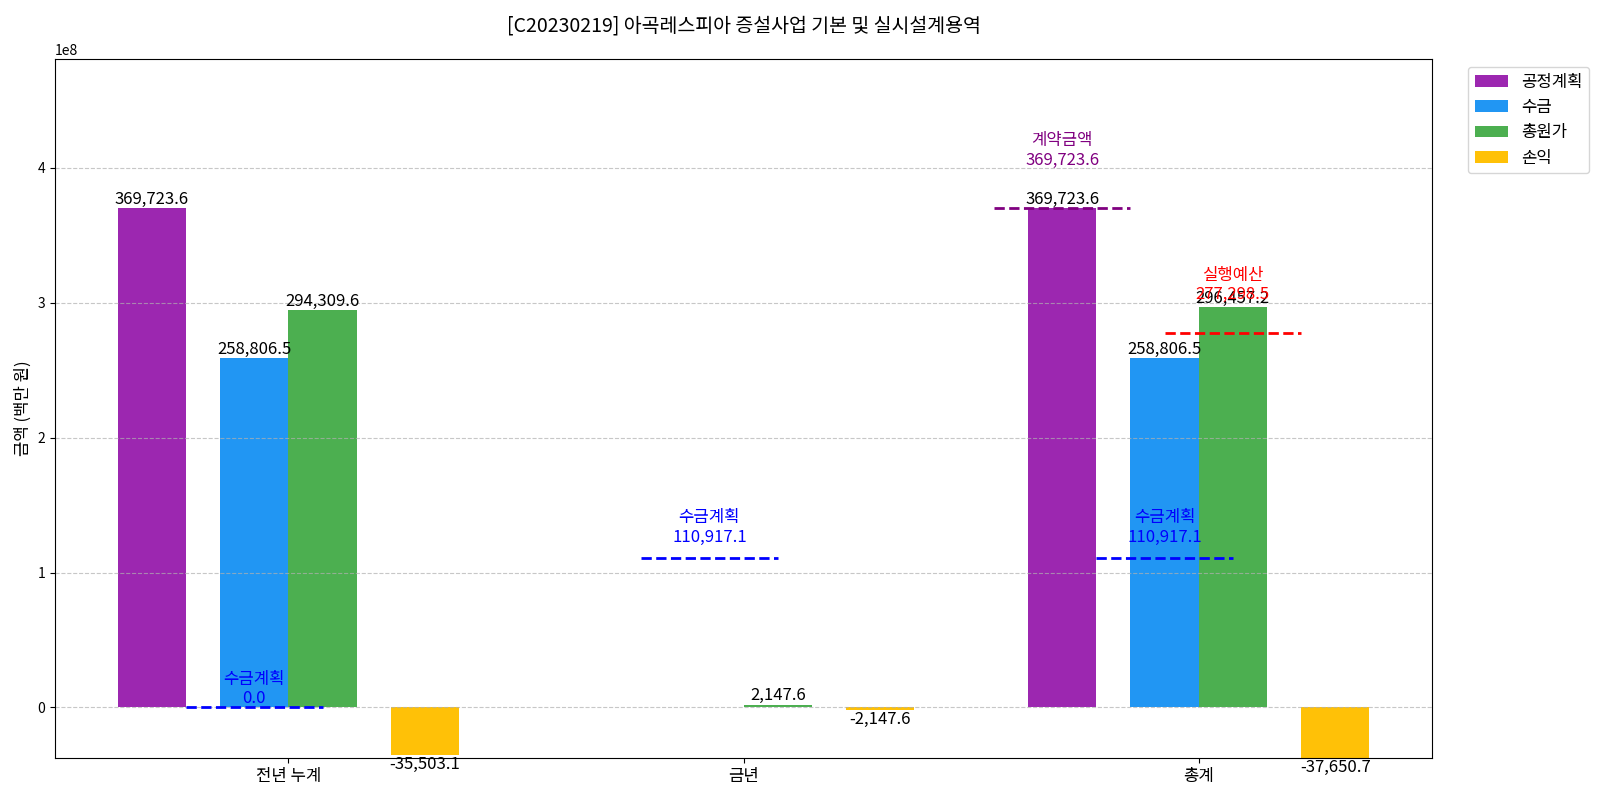 [C20230219] 아곡레스피아 증설사업 기본 및 실시설계용역
1e8
공정계획
수금
총원가
손익
금액 (백만 원)
4
3
2
1
0
369,723.6
258,806.5
294,309.6
-35,503.1
수금계획
0.0
수금계획
110,917.1
2,147.6
-2,147.6
계약금액
369,723.6
369,723.6
실행예산
277,298.5
296,457.2
258,806.5
수금계획
110,917.1
-37,650.7
전년 누계
금년
총계